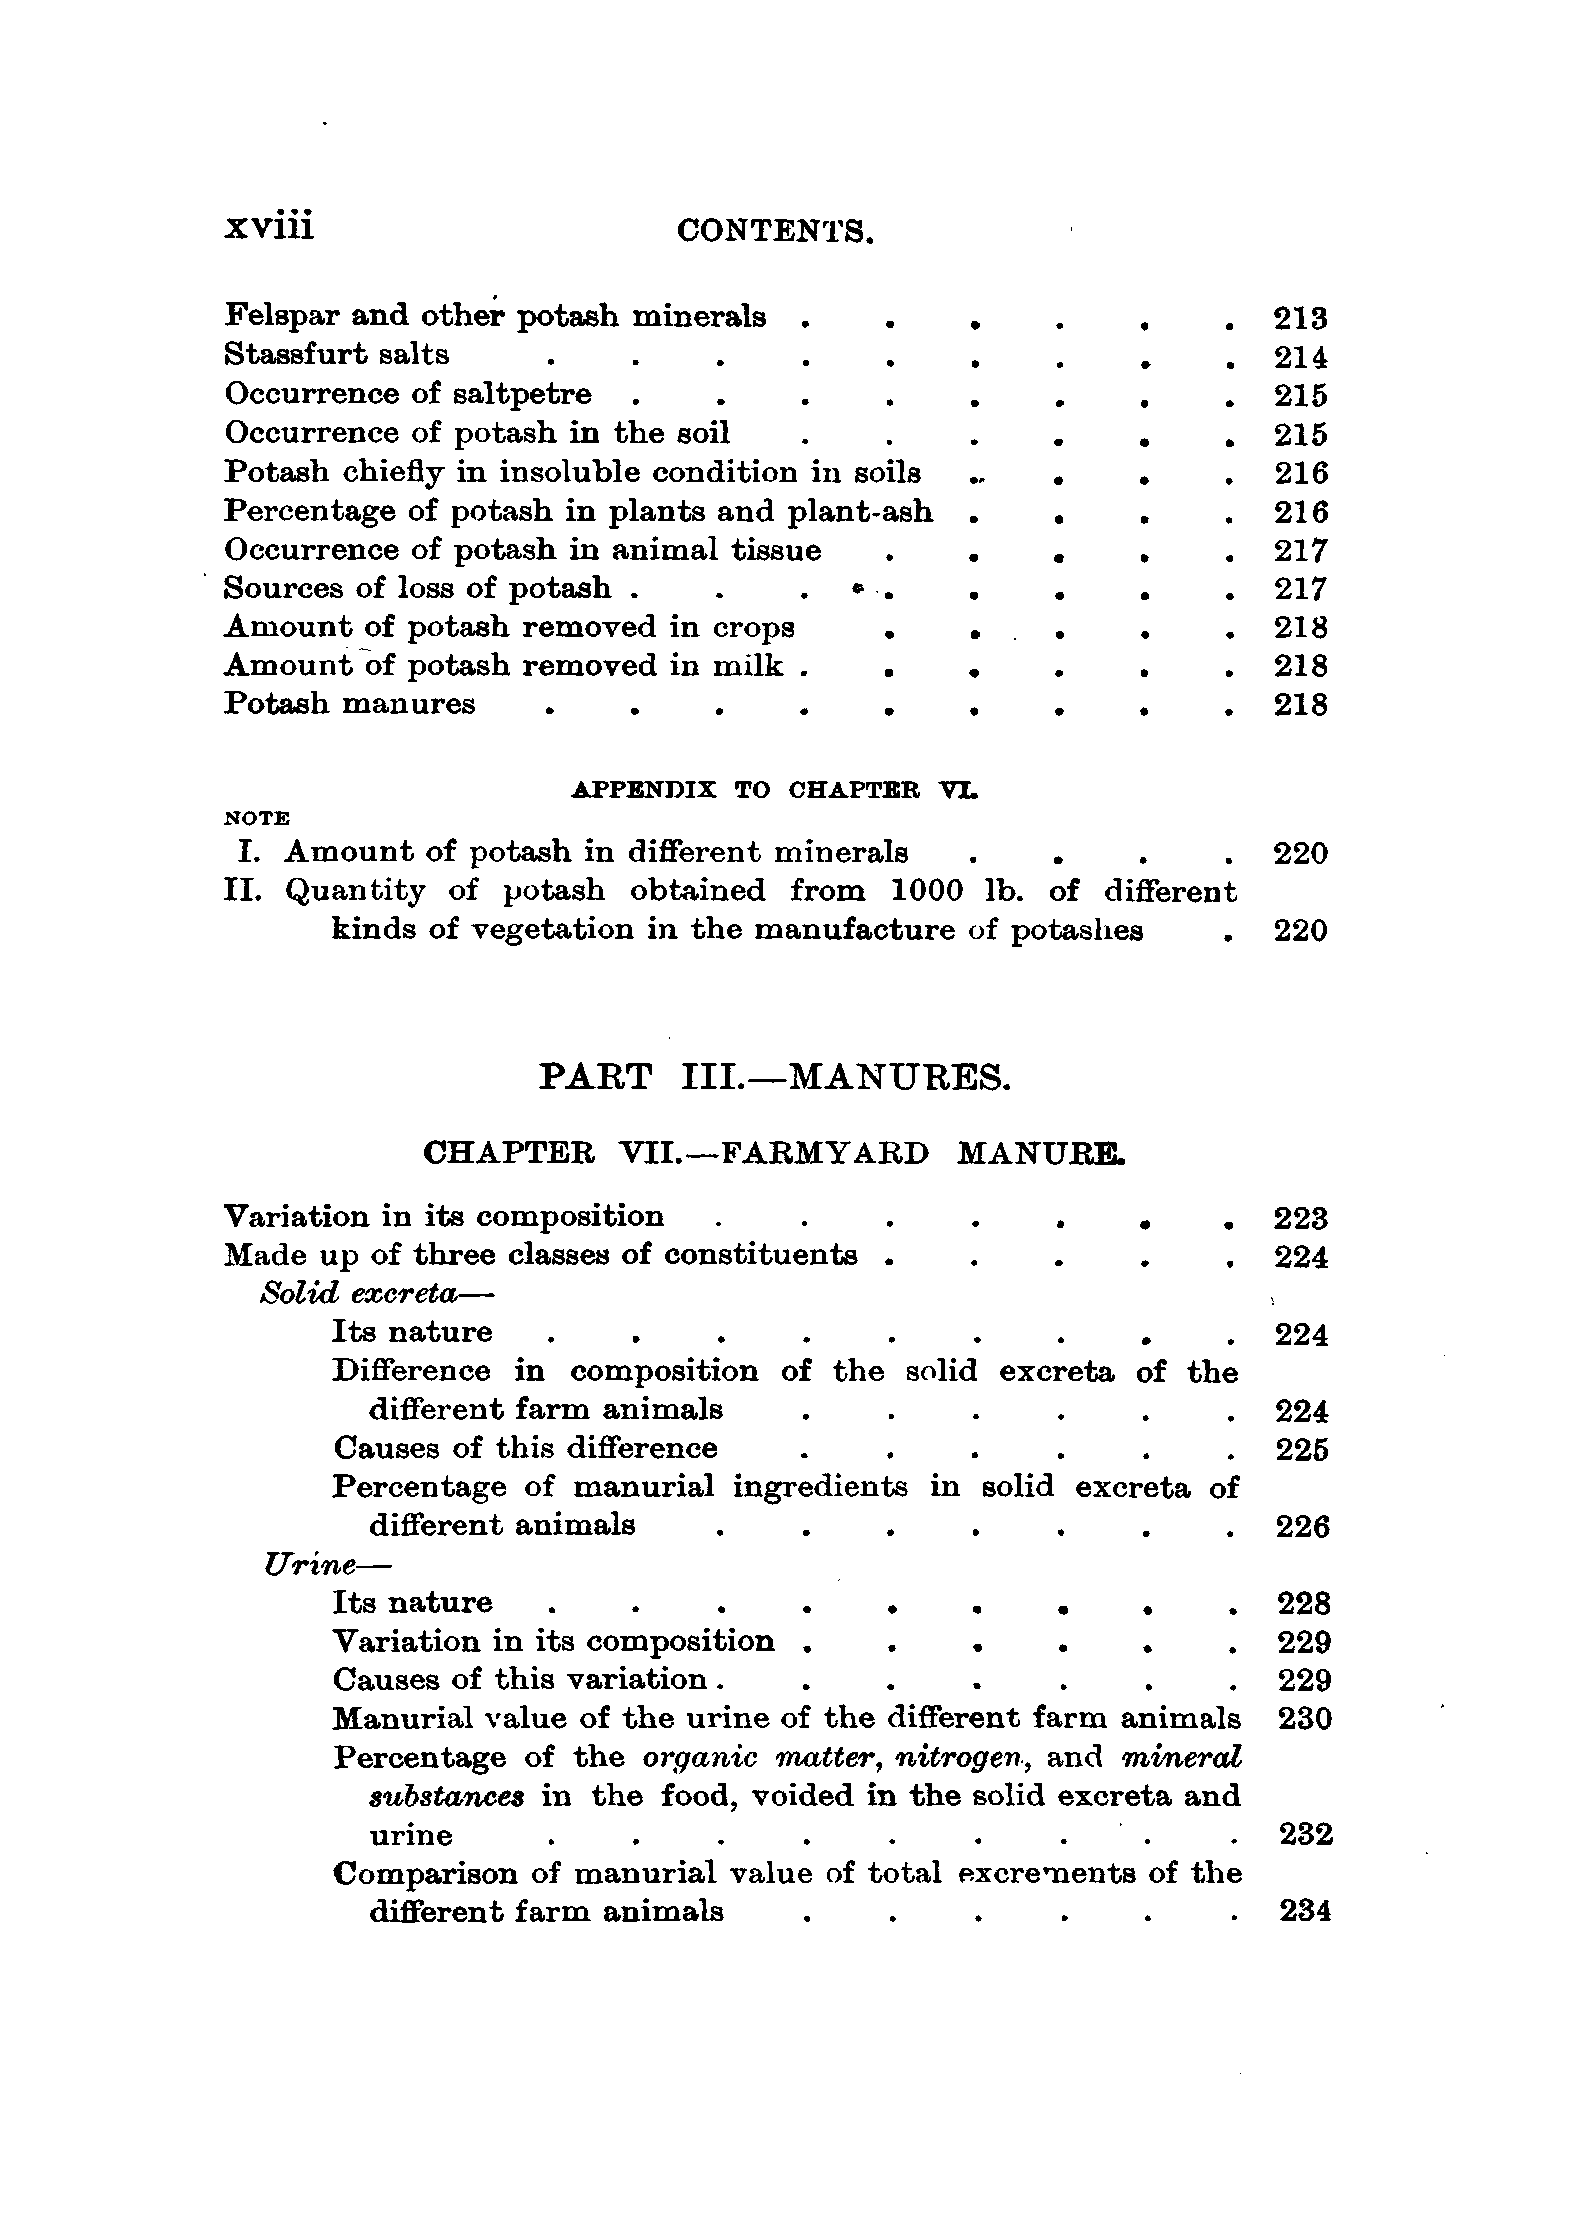 xviii CONTENTS.
Felspar and other potash minerals . . . . . . 213
Stassfurt salts . . . . . . . . . 214
Occurrence of saltpetre . . . . . . . . 215
Occurrence of potash in the soil . . . . . . 215
Potash chiefly in insoluble condition in soils . . . . 216
Percentage of potash in plants and plant-ash . . . . 216
Occurrence of potash in animal tissue . . . . . 217
Sources of loss of potash . . . . . . . . 217
Amount of potash removed in crops . . . . . 218
Amount of potash removed in milk . . . . . . 218
Potash manures . . . . . . . . . 218
APPENDIX TO CHAPTER VI.
NOTE
I. Amount of potash in different minerals . . . . 220
II. Quantity of potash obtained from 1000 lb. of different
kinds of vegetation in the manufacture of potashes . 220
PART III.—MANURES.
CHAPTER VII.—FARMYARD MANURE.
Variation in its composition . . . . . . . 223
Made up of three classes of constituents . . . . . 224
Solid excreta—
Its nature . . . . . . . . . 224
Difference in composition of the solid excreta of the
different farm animals . . . . . . 224
Causes of this difference . . . . . . 225
Percentage of manurial ingredients in solid excreta of
different animals . . . . . . . 226
Urine—
Its nature . . . . . . . . . 228
Variation in its composition . . . . . . 229
Causes of this variation . . . . . . . 229
Manurial value of the urine of the different farm animals 230
Percentage of the organic matter, nitrogen, and mineral
substances in the food, voided in the solid excreta and
urine . . . . . . . . . 232
Comparison of manurial value of total excrements of the
different farm animals . . . . . . 234